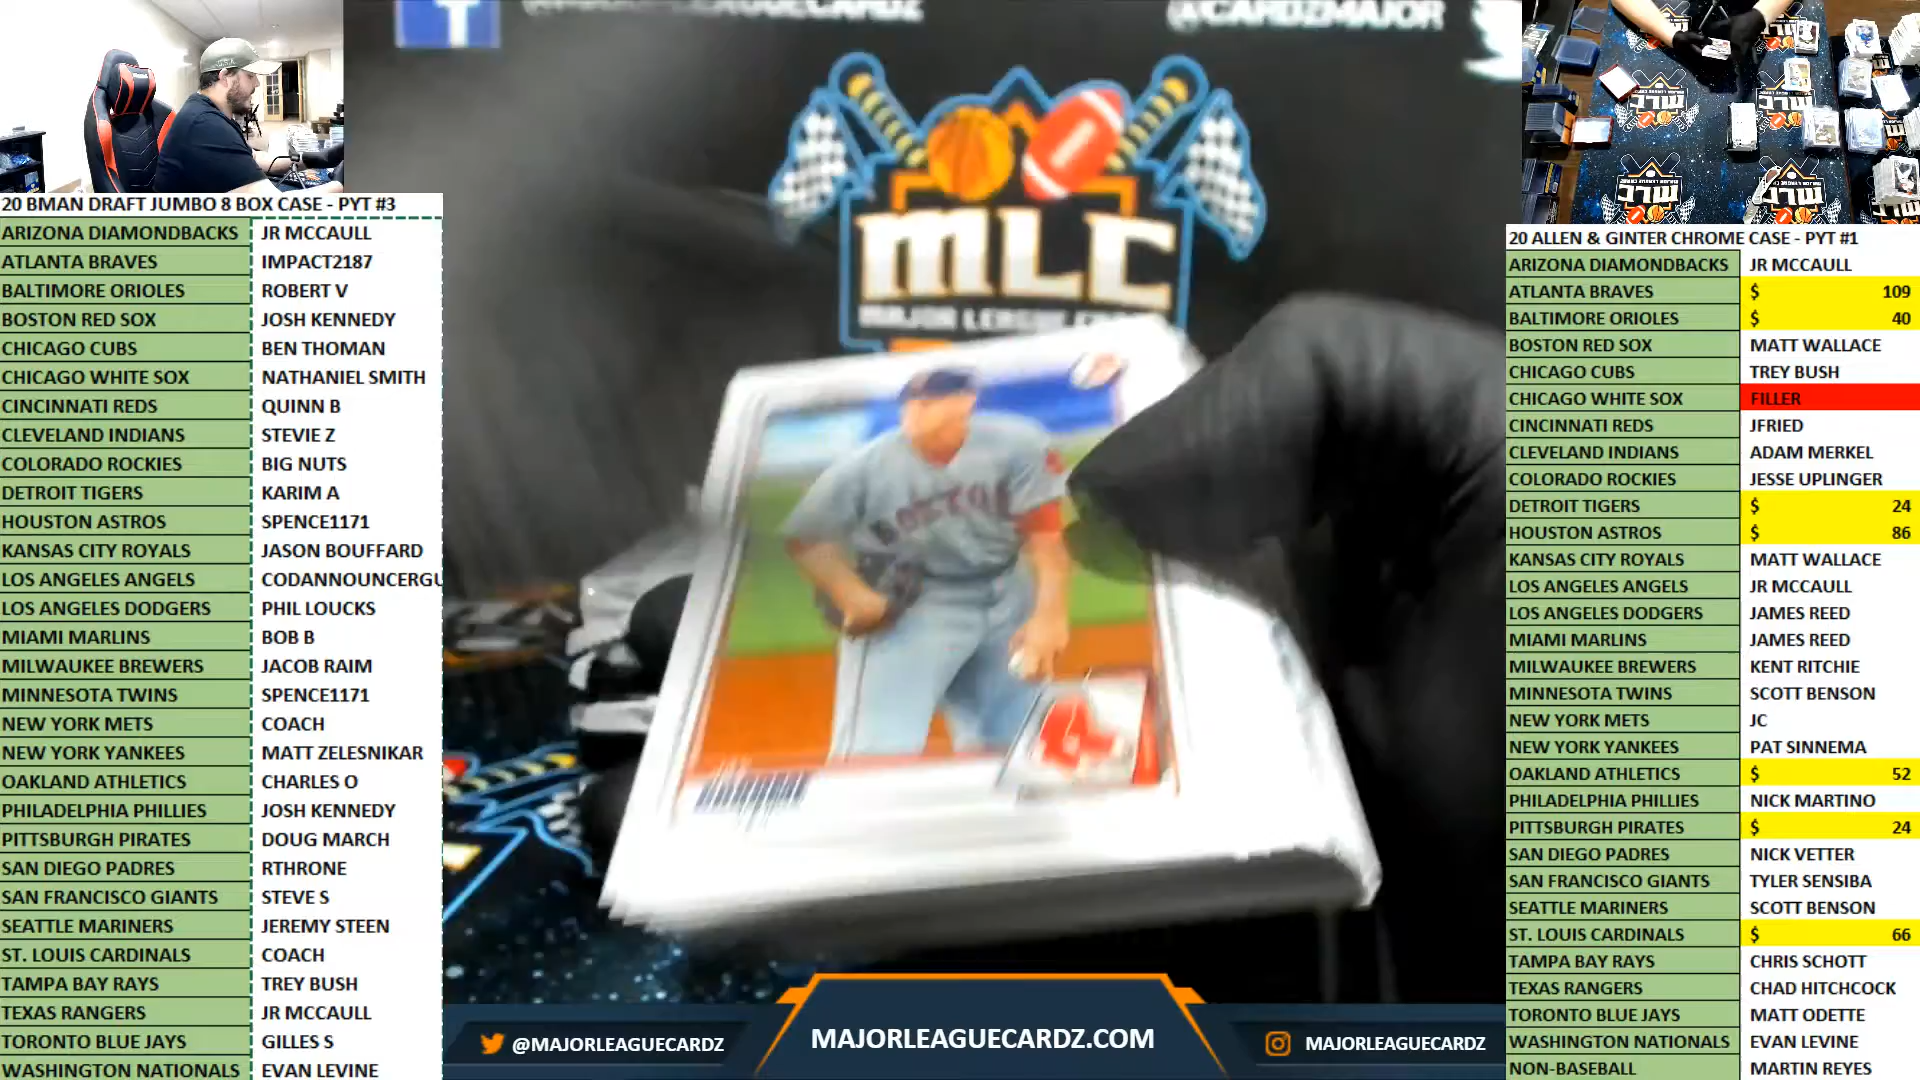 @MAJORLEAGUECARDZ
@CARDZMAJOR
MLC
MAJOR LEAGUE
BOSTON
20 BMAN DRAFT JUMBO 8 BOX CASE - PYT #3
ARIZONA DIAMONDBACKS JR MCCAULL
ATLANTA BRAVES IMPACT2187
BALTIMORE ORIOLES ROBERT V
BOSTON RED SOX JOSH KENNEDY
CHICAGO CUBS BEN THOMAN
CHICAGO WHITE SOX NATHANIEL SMITH
CINCINNATI REDS QUINN B
CLEVELAND INDIANS STEVIE Z
COLORADO ROCKIES BIG NUTS
DETROIT TIGERS KARIM A
HOUSTON ASTROS SPENCE1171
KANSAS CITY ROYALS JASON BOUFFARD
LOS ANGELES ANGELS CODANNOUNCERGU
LOS ANGELES DODGERS PHIL LOUCKS
MIAMI MARLINS BOB B
MILWAUKEE BREWERS JACOB RAIM
MINNESOTA TWINS SPENCE1171
NEW YORK METS COACH
NEW YORK YANKEES MATT ZELESNIKAR
OAKLAND ATHLETICS CHARLES O
PHILADELPHIA PHILLIES JOSH KENNEDY
PITTSBURGH PIRATES DOUG MARCH
SAN DIEGO PADRES RTHRONE
SAN FRANCISCO GIANTS STEVE S
SEATTLE MARINERS JEREMY STEEN
ST. LOUIS CARDINALS COACH
TAMPA BAY RAYS TREY BUSH
TEXAS RANGERS JR MCCAULL
TORONTO BLUE JAYS GILLES S
WASHINGTON NATIONALS EVAN LEVINE
20 ALLEN & GINTER CHROME CASE - PYT #1
ARIZONA DIAMONDBACKS JR MCCAULL
ATLANTA BRAVES $ 109
BALTIMORE ORIOLES $ 40
BOSTON RED SOX MATT WALLACE
CHICAGO CUBS TREY BUSH
CHICAGO WHITE SOX FILLER
CINCINNATI REDS JFRIED
CLEVELAND INDIANS ADAM MERKEL
COLORADO ROCKIES JESSE UPLINGER
DETROIT TIGERS $ 24
HOUSTON ASTROS $ 86
KANSAS CITY ROYALS MATT WALLACE
LOS ANGELES ANGELS JR MCCAULL
LOS ANGELES DODGERS JAMES REED
MIAMI MARLINS JAMES REED
MILWAUKEE BREWERS KENT RITCHIE
MINNESOTA TWINS SCOTT BENSON
NEW YORK METS JC
NEW YORK YANKEES PAT SINNEMA
OAKLAND ATHLETICS $ 52
PHILADELPHIA PHILLIES NICK MARTINO
PITTSBURGH PIRATES $ 24
SAN DIEGO PADRES NICK VETTER
SAN FRANCISCO GIANTS TYLER SENSIBA
SEATTLE MARINERS SCOTT BENSON
ST. LOUIS CARDINALS $ 66
TAMPA BAY RAYS CHRIS SCHOTT
TEXAS RANGERS CHAD HITCHCOCK
TORONTO BLUE JAYS MATT ODETTE
WASHINGTON NATIONALS EVAN LEVINE
NON-BASEBALL MARTIN REYES
@MAJORLEAGUECARDZ
MAJORLEAGUECARDZ.COM
MAJORLEAGUECARDZ